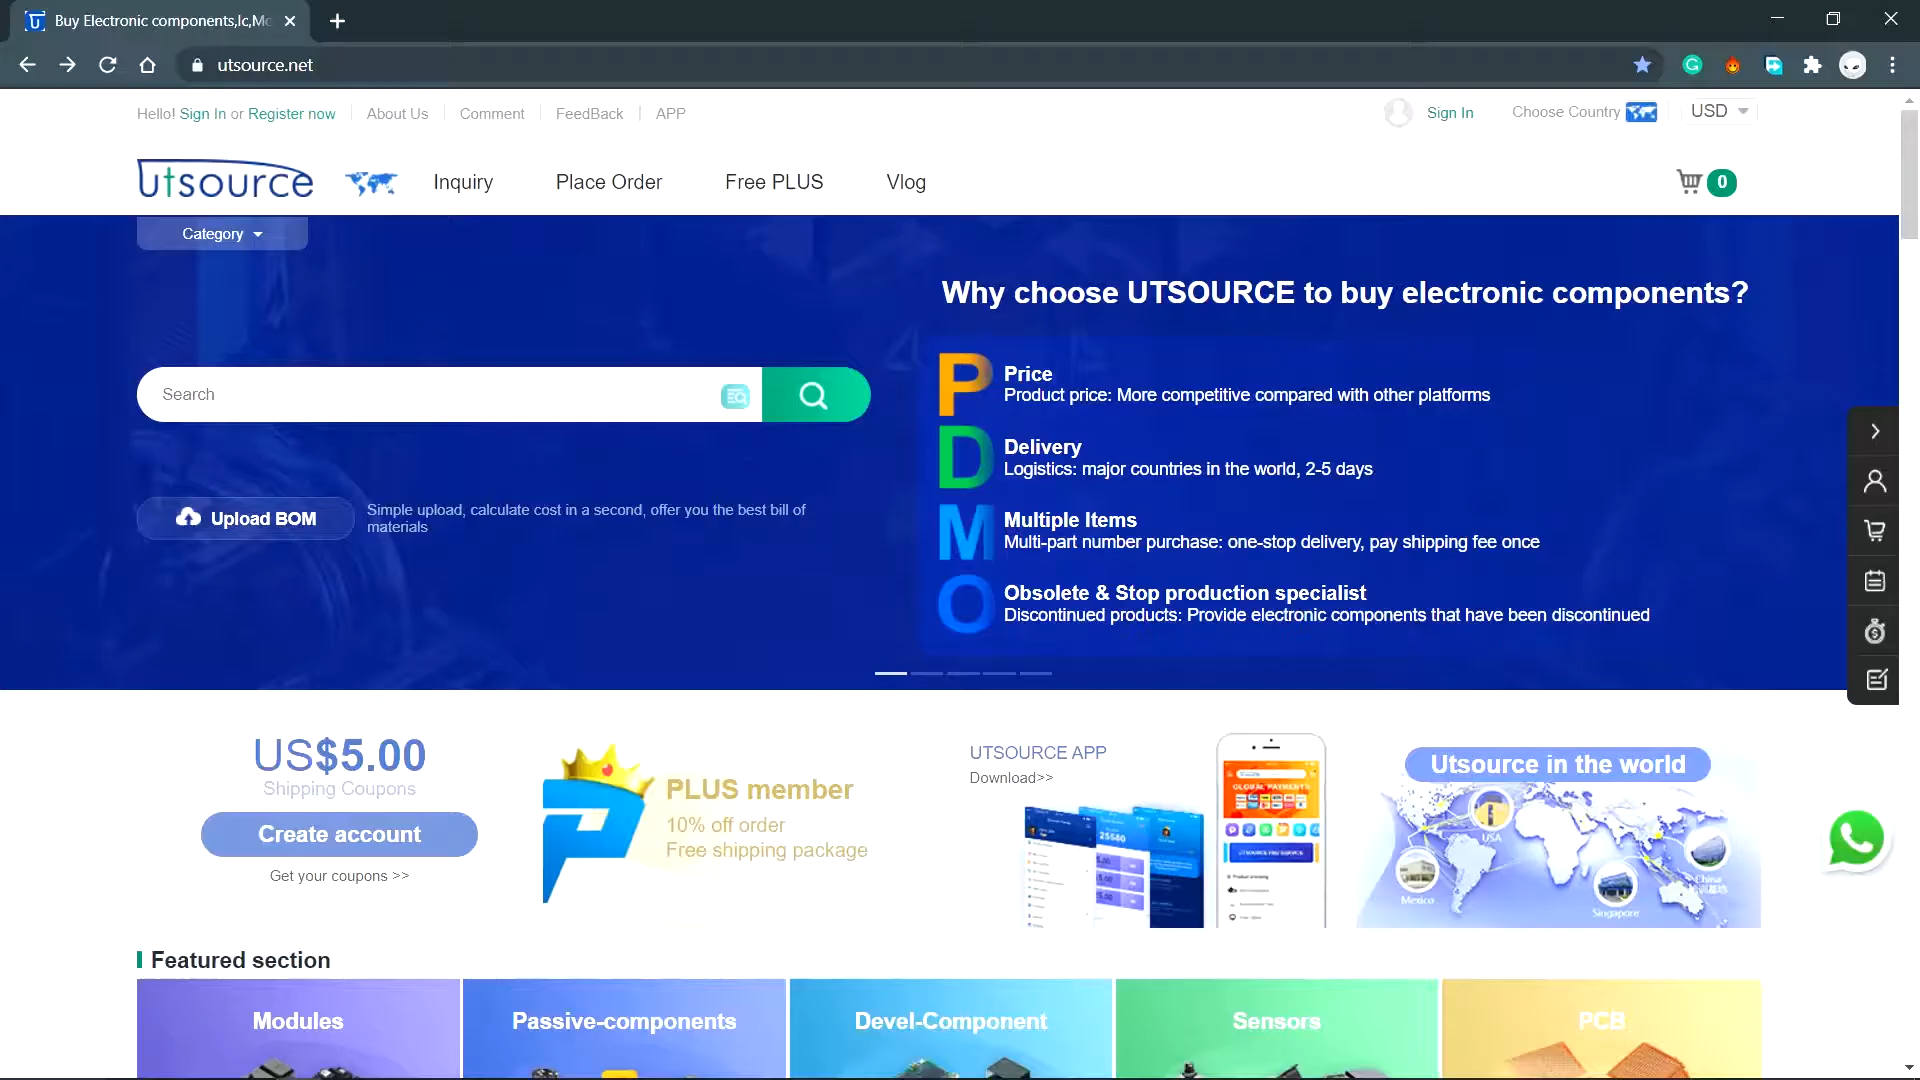 Buy Electronic components,Ic,Mo
utsource.net
Hello! Sign In or Register now
About Us
Comment
FeedBack
APP
Sign In
Choose Country
USD
utsource
Inquiry
Place Order
Free PLUS
Vlog
0
Category
Why choose UTSOURCE to buy electronic components?
Search
P
Price
Product price: More competitive compared with other platforms
D
Delivery
Logistics: major countries in the world, 2-5 days
Upload BOM
Simple upload, calculate cost in a second, offer you the best bill of
materials
M
Multiple Items
Multi-part number purchase: one-stop delivery, pay shipping fee once
O
Obsolete & Stop production specialist
Discontinued products: Provide electronic components that have been discontinued
US$5.00
Shipping Coupons
Create account
Get your coupons >>
PLUS member
10% off order
Free shipping package
UTSOURCE APP
Download>>
GLOBAL PAYMENTS
25680
Utsource in the world
USA
Mexico
China
Singapore
Featured section
Modules
Passive-components
Devel-Component
Sensors
PCB